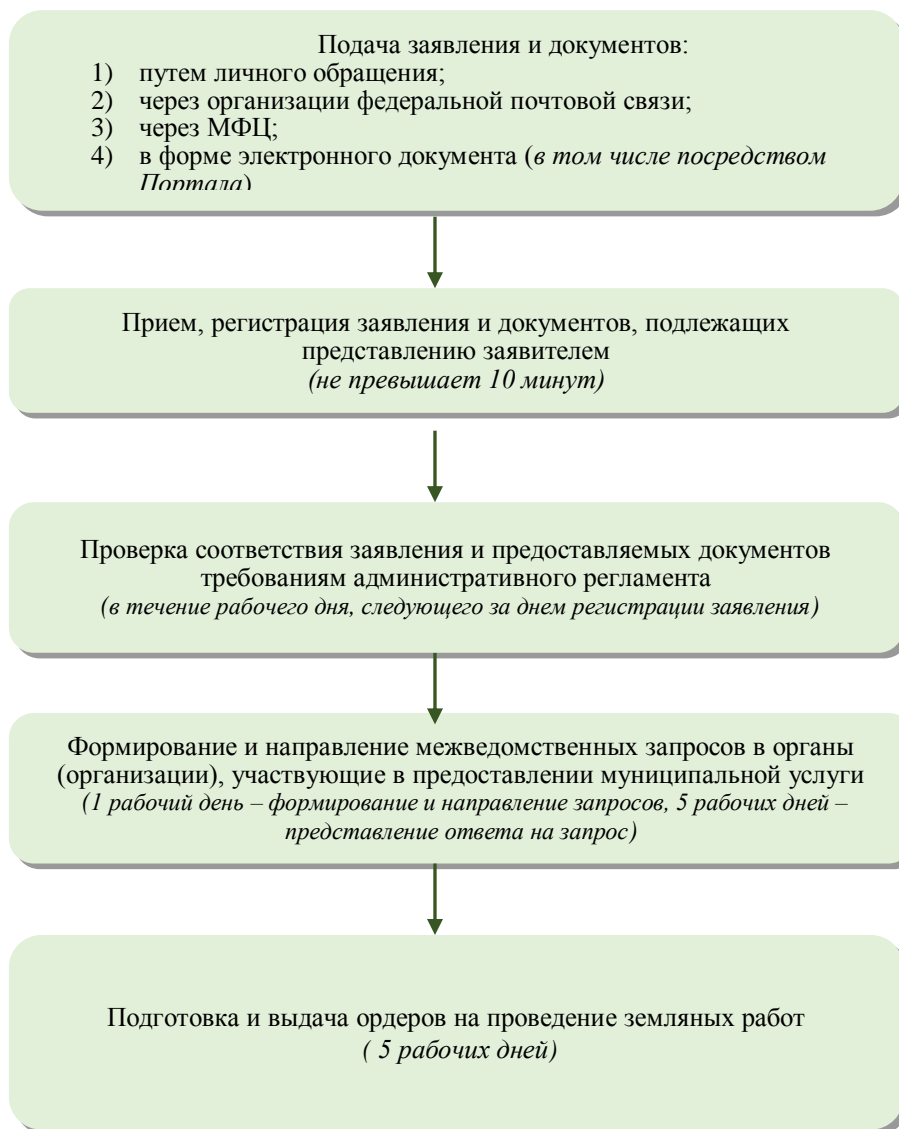 Подача заявления и документов:
1) путем личного обращения;
2) через организации федеральной почтовой связи;
3) через МФЦ;
4) в форме электронного документа (в том числе посредством
Портала)
Прием, регистрация заявления и документов, подлежащих
представлению заявителем
(не превышает 10 минут)
Проверка соответствия заявления и предоставляемых документов
требованиям административного регламента
(в течение рабочего дня, следующего за днем регистрации заявления)
Формирование и направление межведомственных запросов в органы
(организации), участвующие в предоставлении муниципальной услуги
(1 рабочий день – формирование и направление запросов, 5 рабочих дней –
представление ответа на запрос)
Подготовка и выдача ордеров на проведение земляных работ
( 5 рабочих дней)